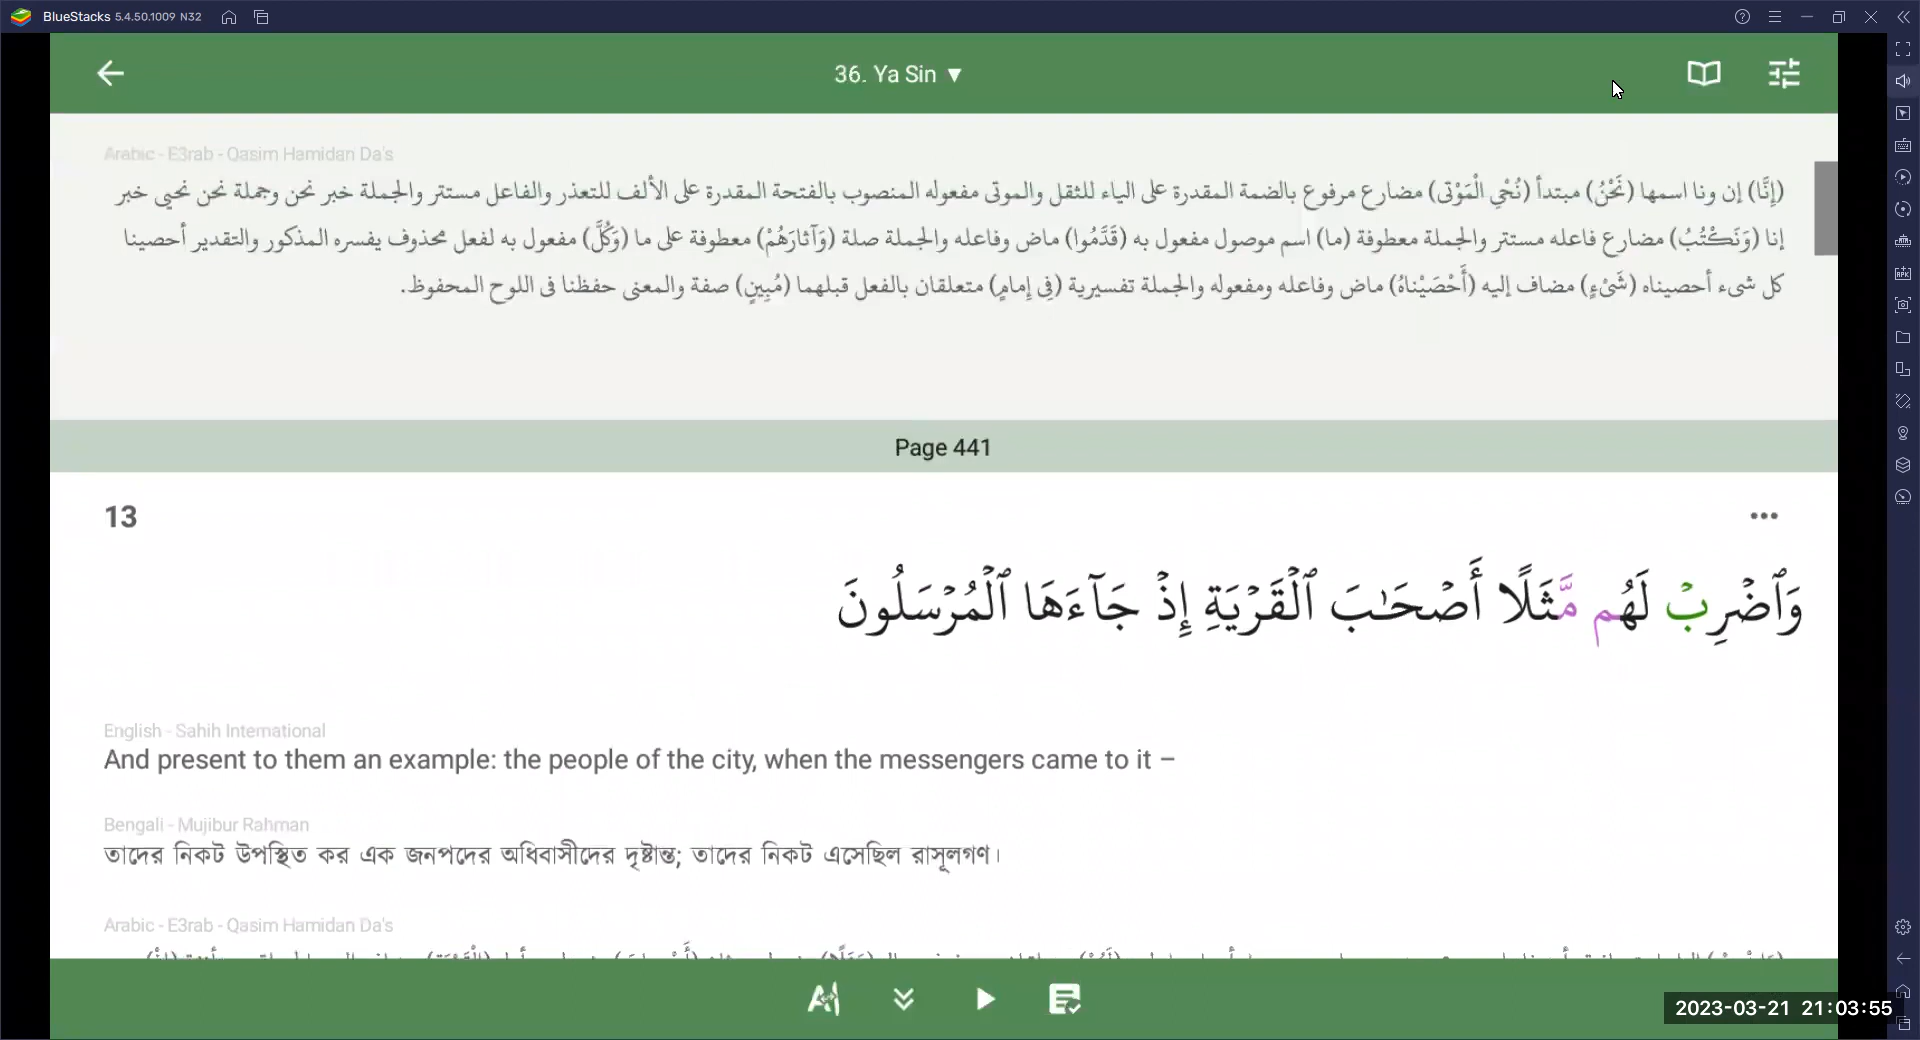 BlueStacks 5.4.50.1009 N32
36. Ya Sin ▼
Arabic - E3rab - Qasim Hamidan Da's
(إِنَّا) إن ونا اسمها (نَحْنُ) مبتدأ (نُحْيِ الْمَوْتى) مضارع مرفوع بالضمة المقدرة على الياء للثقل والموتى مفعوله المنصوب بالفتحة المقدرة على الألف للتعذر والفاعل مستتر والجملة خبر نحن وجملة نحن نحيي خبر
إنا (وَنَكْتُبُ) مضارع فاعله مستتر والجملة معطوفة (ما) اسم موصول مفعول به (قَدَّمُوا) ماض وفاعله والجملة صلة (وَآثارَهُمْ) معطوفة على ما (وَكُلَّ) مفعول به لفعل محذوف يفسره المذكور والتقدير أحصينا
كل شىء أحصيناه (شَيْءٍ) مضاف إليه (أَحْصَيْناهُ) ماض وفاعله ومفعوله والجملة تفسيرية (فِي إِمامٍ) متعلقان بالفعل قبلهما (مُبِينٍ) صفة والمعنى حفظنا في اللوح المحفوظ.
Page 441
13
وَٱضْرِبْ لَهُم مَّثَلًا أَصْحَـٰبَ ٱلْقَرْيَةِ إِذْ جَآءَهَا ٱلْمُرْسَلُونَ
English - Sahih International
And present to them an example: the people of the city, when the messengers came to it –
Bengali - Mujibur Rahman
তাদের নিকট উপস্থিত কর এক জনপদের অধিবাসীদের দৃষ্টান্ত; তাদের নিকট এসেছিল রাসূলগণ।
Arabic - E3rab - Qasim Hamidan Da's
2023-03-21 21:03:55